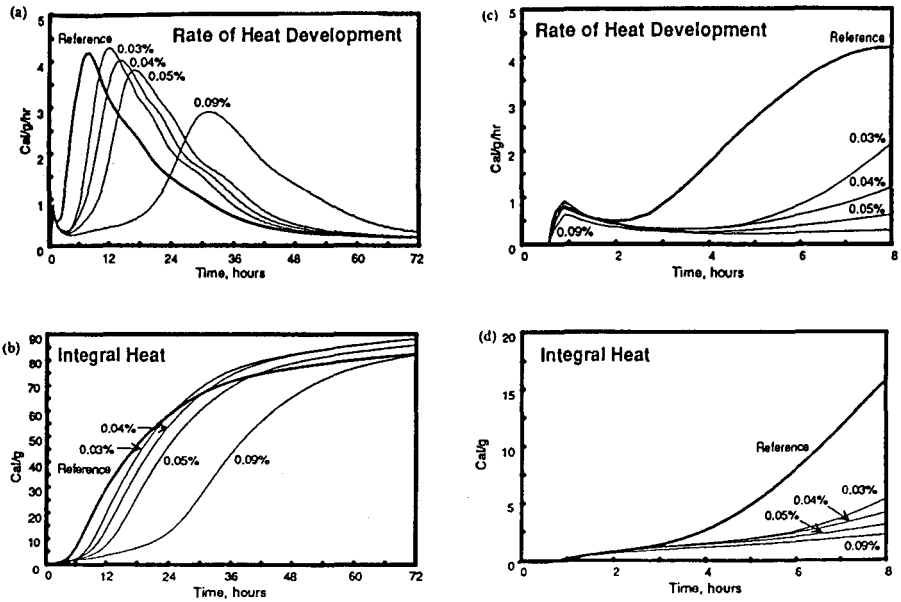 (a)
Rate of Heat Development
Reference
0.03%
0.04%
0.05%
0.09%
Cal/g/hr
5
4
3
2
1
0
0 12 24 36 48 60 72
Time, hours
(c)
Rate of Heat Development
Reference
0.03%
0.04%
0.05%
0.09%
Cal/g/hr
5
4
3
2
1
0
0 2 4 6 8
Time, hours
(b)
Integral Heat
0.04%
0.03%
Reference
0.05%
0.09%
Cal/g
90
80
70
60
50
40
30
20
10
0
0 12 24 36 48 60 72
Time, hours
(d)
Integral Heat
Reference
0.03%
0.04%
0.05%
0.09%
Cal/g
20
15
10
5
0
0 2 4 6 8
Time, hours